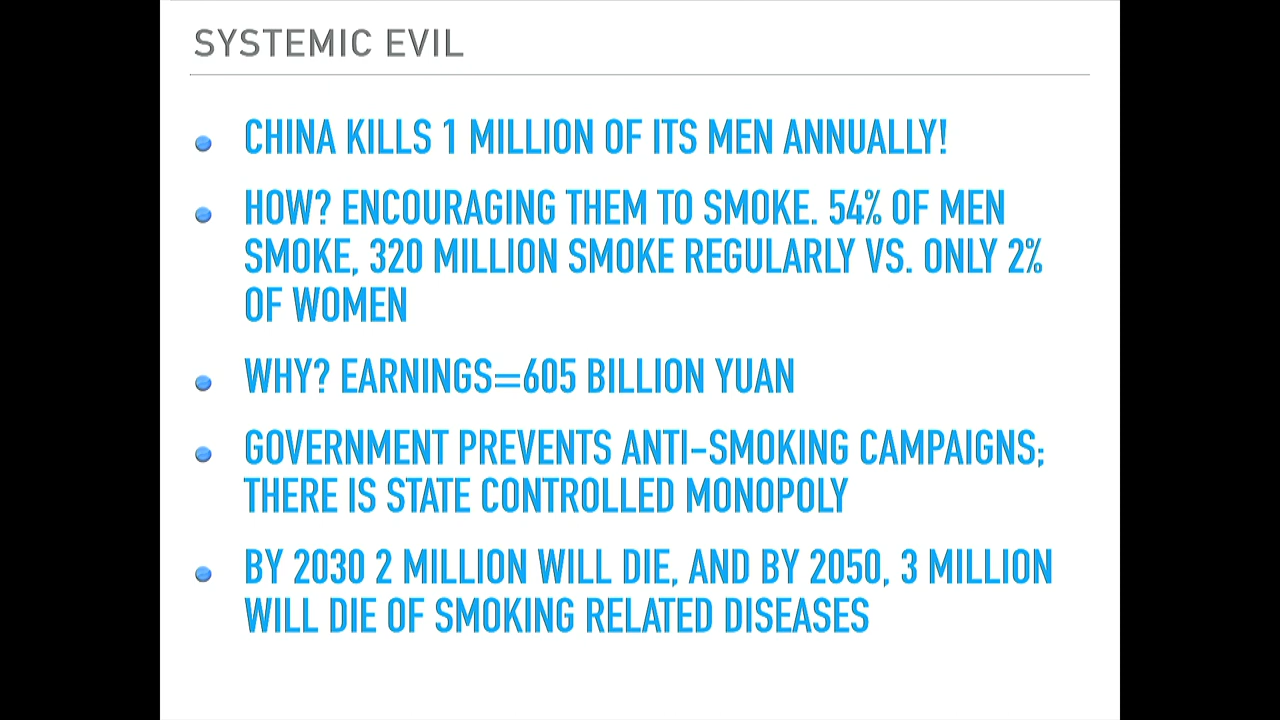 SYSTEMIC EVIL
CHINA KILLS 1 MILLION OF ITS MEN ANNUALLY!
HOW? ENCOURAGING THEM TO SMOKE. 54% OF MEN
SMOKE, 320 MILLION SMOKE REGULARLY VS. ONLY 2%
OF WOMEN
WHY? EARNINGS=605 BILLION YUAN
GOVERNMENT PREVENTS ANTI-SMOKING CAMPAIGNS;
THERE IS STATE CONTROLLED MONOPOLY
BY 2030 2 MILLION WILL DIE, AND BY 2050, 3 MILLION
WILL DIE OF SMOKING RELATED DISEASES